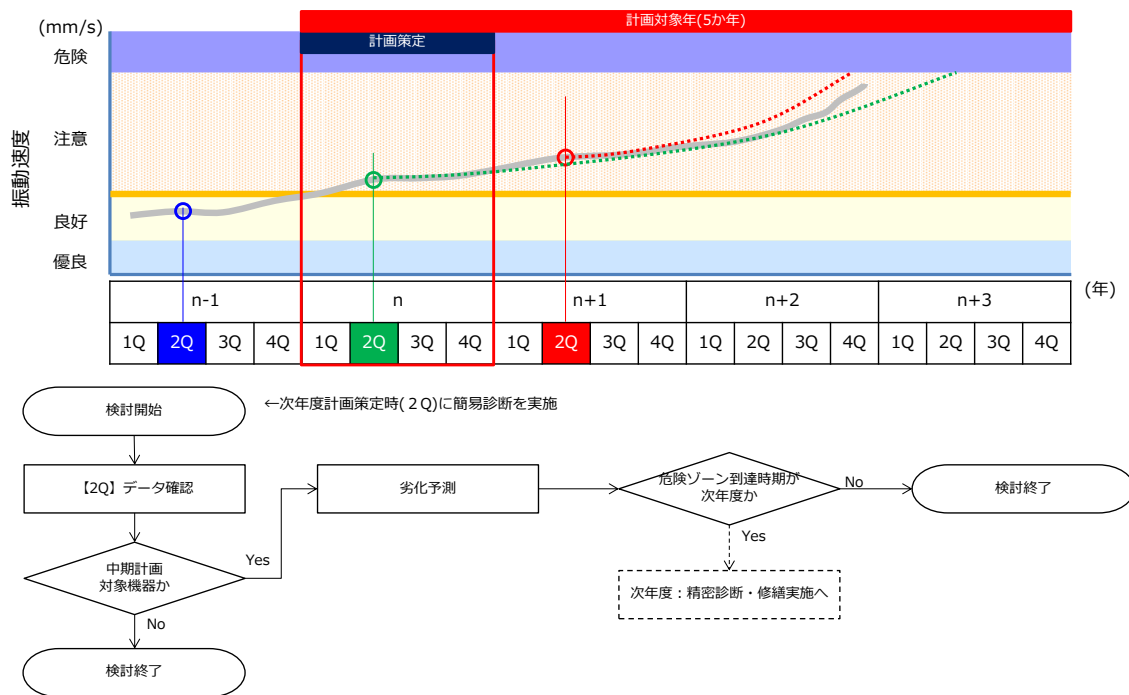 計画対象年(5か年)
(mm/s)
計画策定
危険
注意
振動速度
良好
優良
n-1
n
n+1
n+2
n+3
(年)
1Q 2Q 3Q 4Q 1Q 2Q 3Q 4Q 1Q 2Q 3Q 4Q 1Q 2Q 3Q 4Q 1Q 2Q 3Q 4Q
検討開始
←次年度計画策定時(２Q)に簡易診断を実施
【2Q】データ確認
劣化予測
危険ゾーン到達時期が
次年度か
No
検討終了
Yes
中期計画
対象機器か
Yes
次年度：精密診断・修繕実施へ
No
検討終了